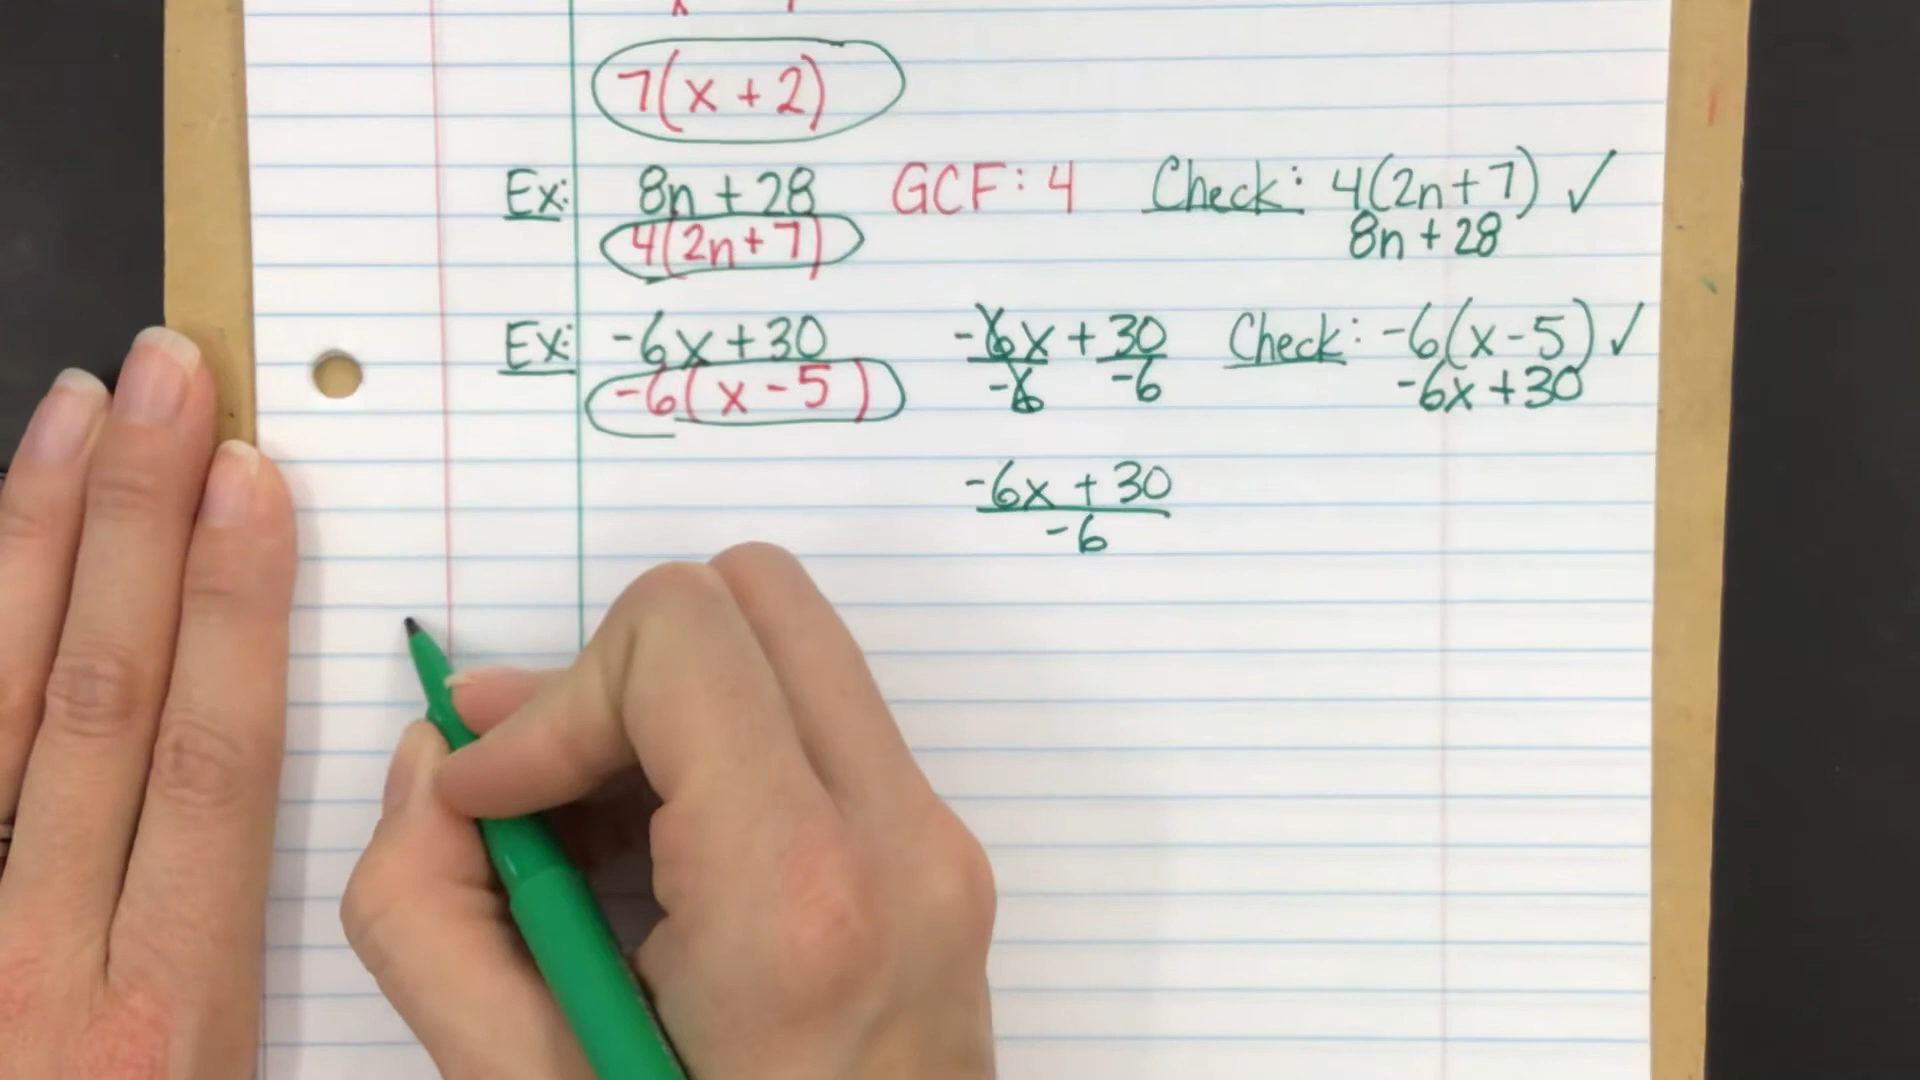 7(x + 2)
Ex: 8n + 28 GCF: 4 Check: 4(2n + 7) ✓
4(2n + 7) 8n + 28
Ex: -6x + 30 -6x + 30 Check: -6(x - 5) ✓
-6(x - 5) -6 -6 -6x + 30
-6x + 30
-6